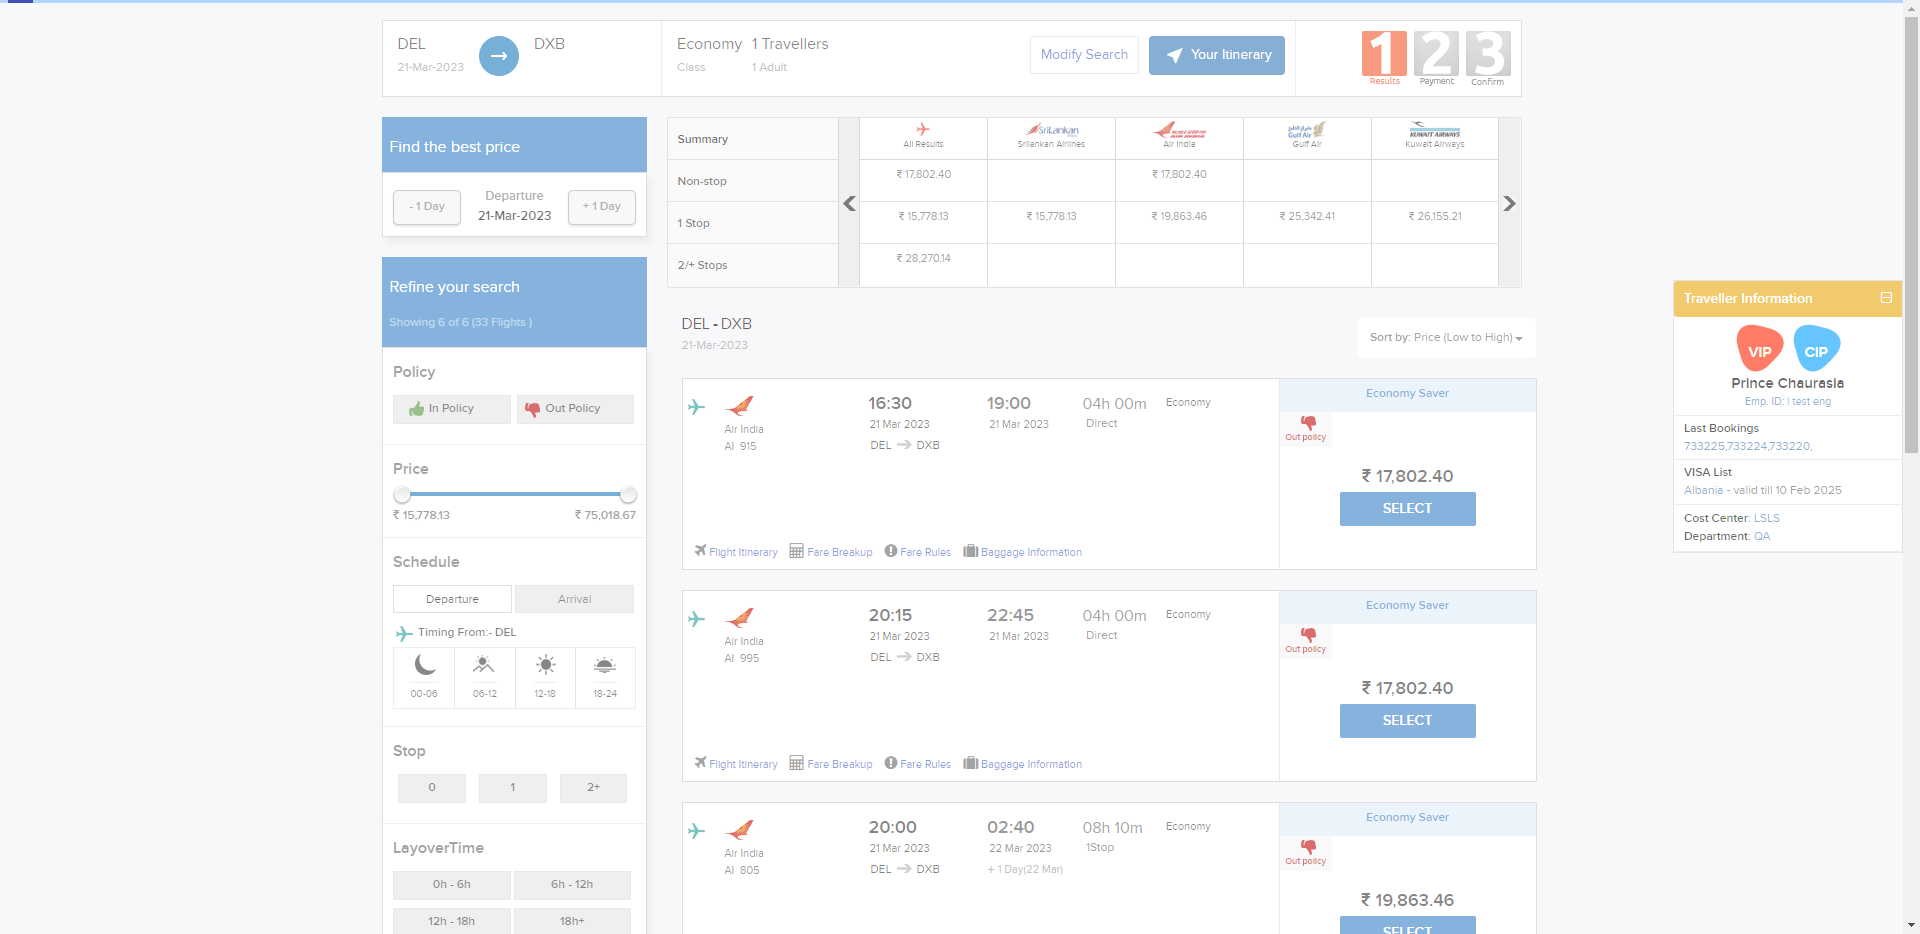 DEL
DXB
21-Mar-2023
Economy 1 Travellers
Class 1 Adult
Modify Search
Your Itinerary
1 2 3
Results Payment Confirm
Find the best price
- 1 Day
Departure
21-Mar-2023
+ 1 Day
Refine your search
Showing 6 of 6 (33 Flights )
Policy
In Policy
Out Policy
Price
₹ 15,778.13 ₹ 75,018.67
Schedule
Departure Arrival
Timing From:- DEL
00-06 06-12 12-18 18-24
Stop
0 1 2+
LayoverTime
0h - 6h 6h - 12h
12h - 18h 18h+
Summary
All Results
SriLankan
Srilankan Airlines
AIR INDIA
Air India
GULF AIR
Gulf Air
KUWAIT AIRWAYS
Kuwait Airways
Non-stop ₹ 17,802.40 ₹ 17,802.40
1 Stop ₹ 15,778.13 ₹ 15,778.13 ₹ 19,863.46 ₹ 25,342.41 ₹ 26,155.21
2/+ Stops ₹ 28,270.14
DEL - DXB
21-Mar-2023
Sort by: Price (Low to High)
Air India
AI 915
16:30
21 Mar 2023
DEL DXB
19:00
21 Mar 2023
04h 00m
Direct
Economy
Economy Saver
Out policy
₹ 17,802.40
SELECT
Flight Itinerary Fare Breakup Fare Rules Baggage Information
Air India
AI 995
20:15
21 Mar 2023
DEL DXB
22:45
21 Mar 2023
04h 00m
Direct
Economy
Economy Saver
Out policy
₹ 17,802.40
SELECT
Flight Itinerary Fare Breakup Fare Rules Baggage Information
Air India
AI 805
20:00
21 Mar 2023
DEL DXB
02:40
22 Mar 2023
+ 1 Day(22 Mar)
08h 10m
1Stop
Economy
Economy Saver
Out policy
₹ 19,863.46
SELECT
Traveller Information
VIP CIP
Prince Chaurasia
Emp. ID: I test eng
Last Bookings
733225,733224,733220,
VISA List
Albania - valid till 10 Feb 2025
Cost Center: LSLS
Department: QA